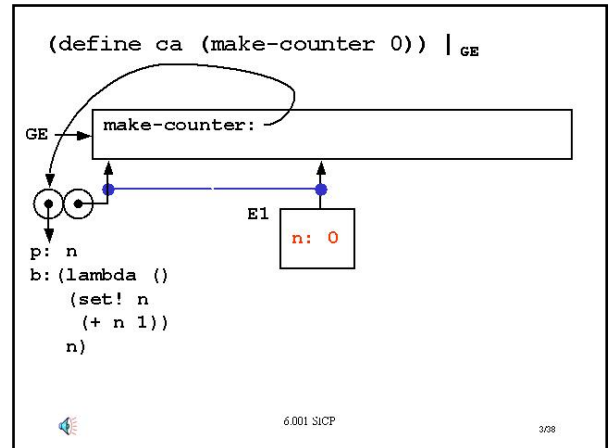 (define ca (make-counter 0)) |GE
make-counter:
GE
E1
n: 0
p: n
b:(lambda ()
(set! n
(+ n 1))
n)
6.001 SICP
3/38